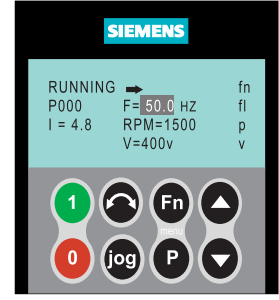 SIEMENS
RUNNING fn
P000 F= 50.0 HZ fl
I = 4.8 RPM=1500 p
V=400v v
1 Fn
menu
0 jog P